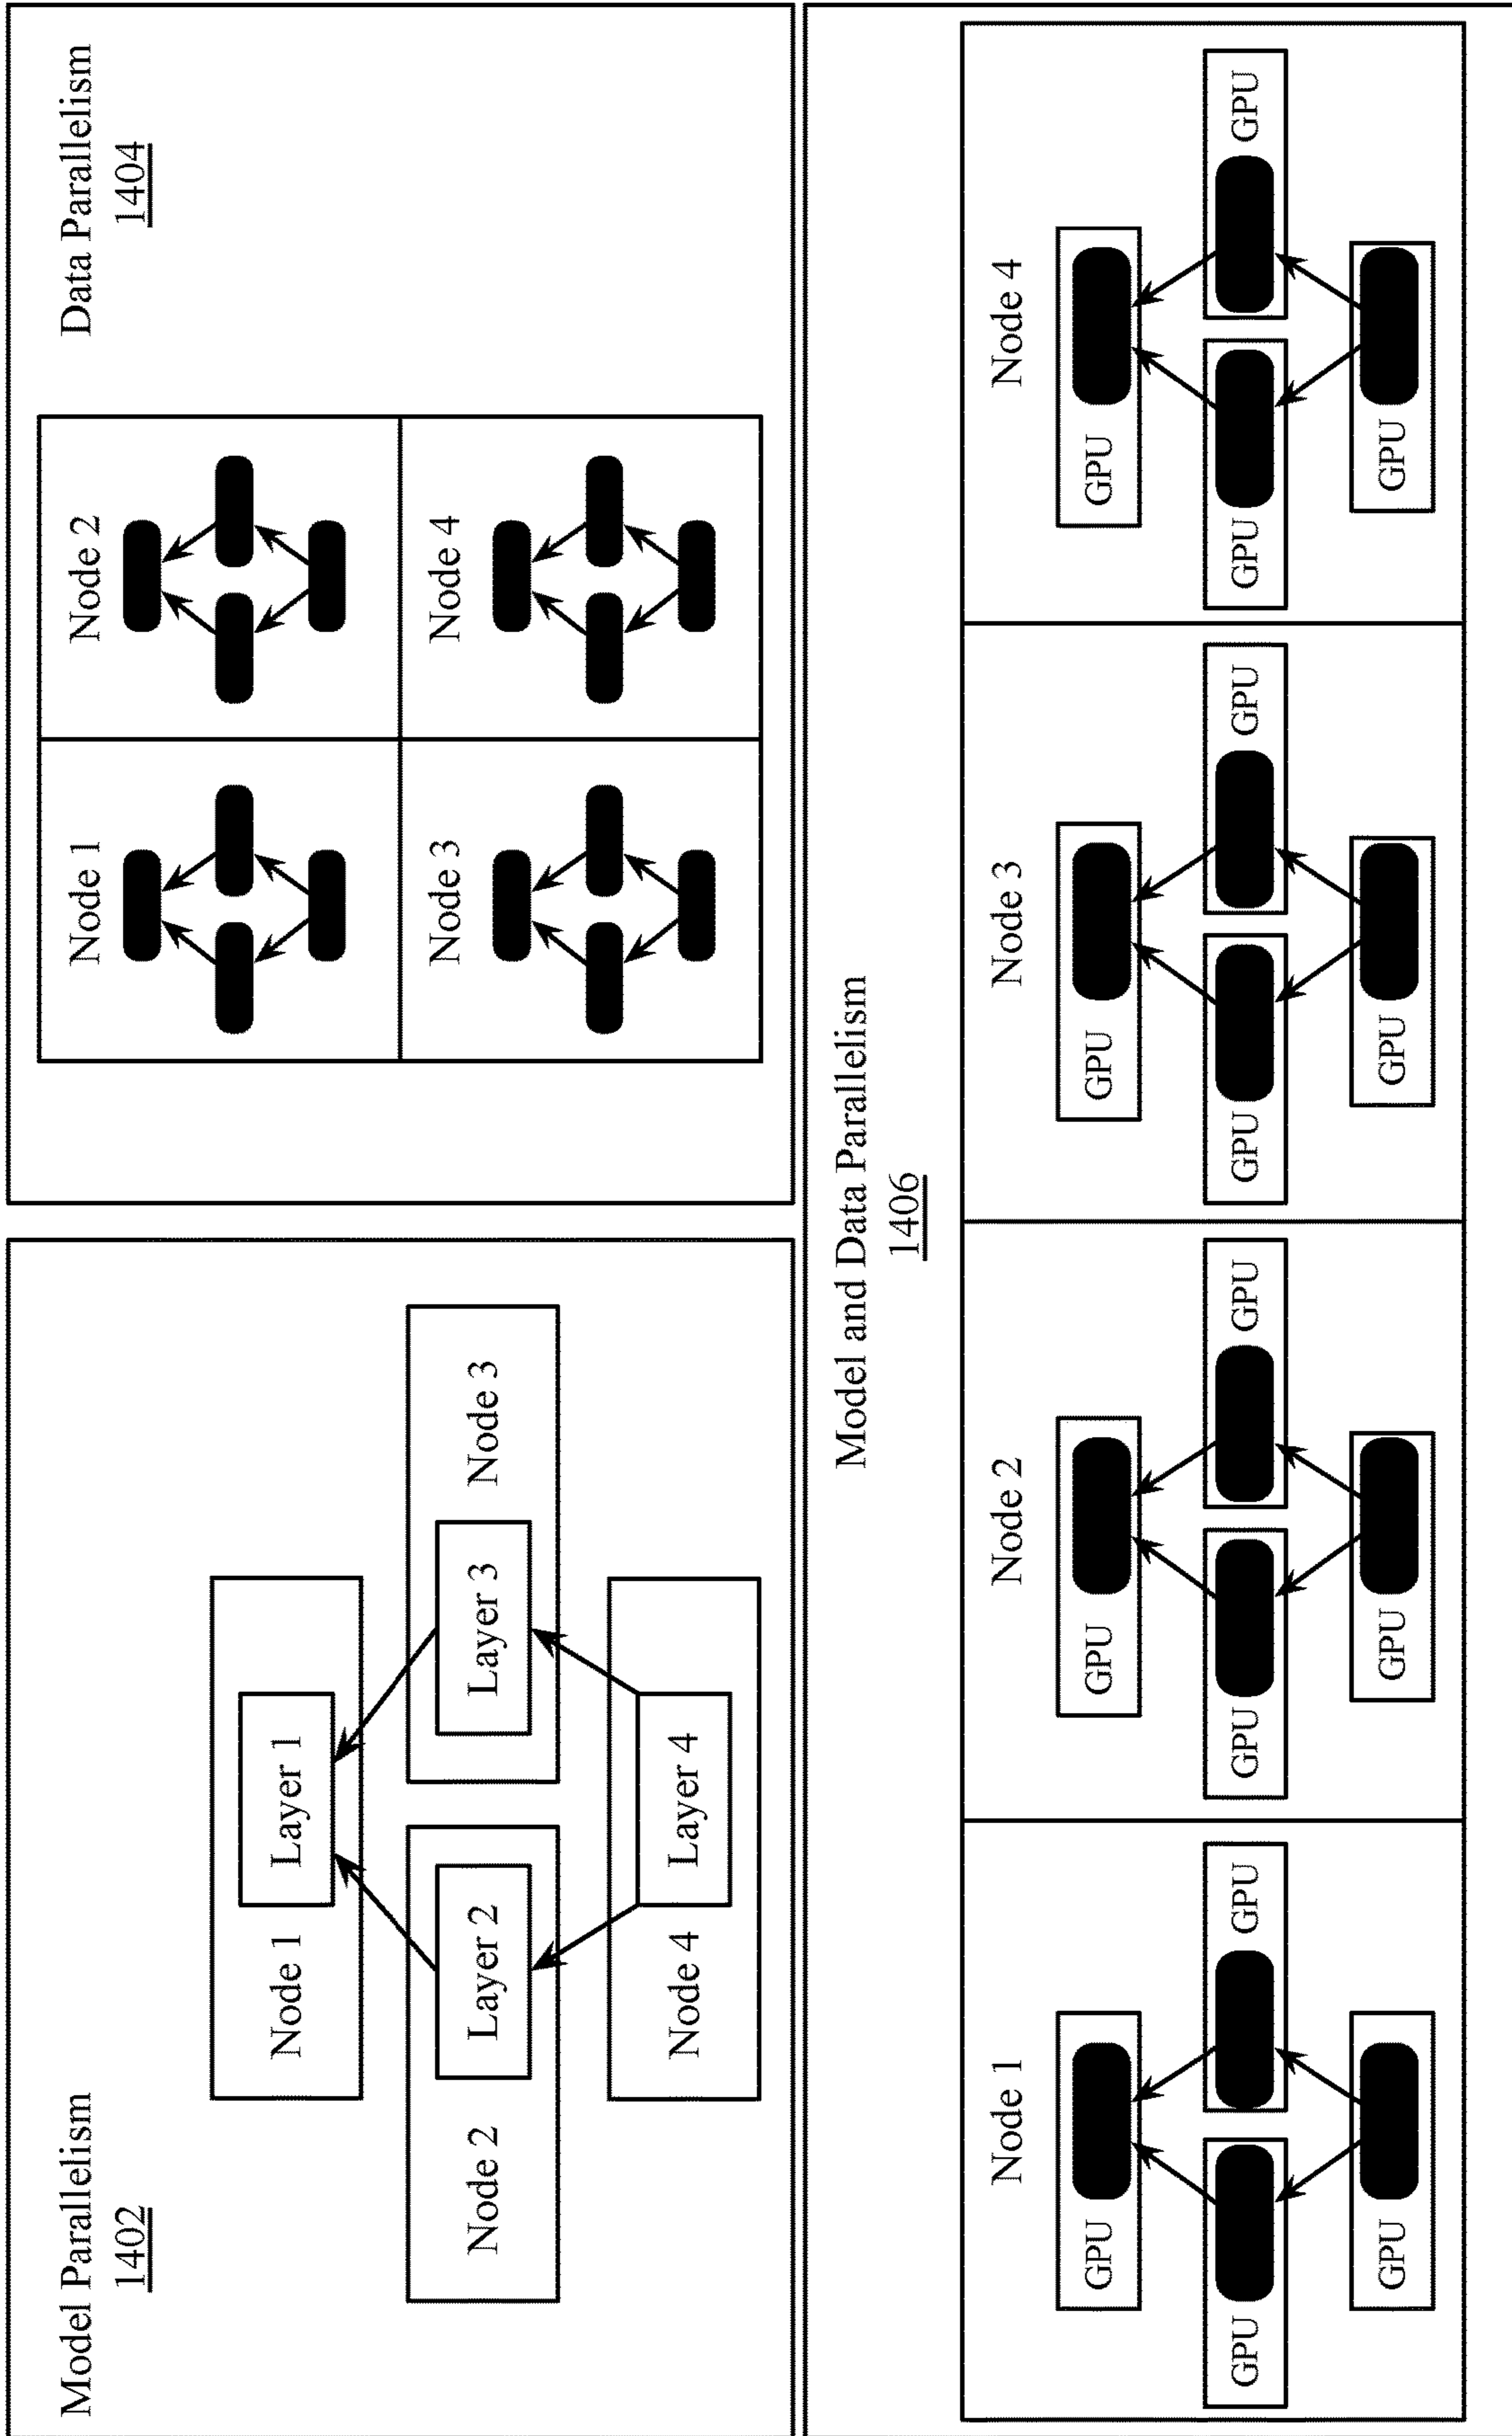 Model Parallelism
1402
Node 1
Layer 1
Node 2
Layer 2
Layer 3
Node 3
Node 4
Layer 4
Data Parallelism
1404
Node 1
Node 2
Node 3
Node 4
Model and Data Parallelism
1406
Node 1
GPU
GPU
GPU
GPU
Node 2
GPU
GPU
GPU
GPU
Node 3
GPU
GPU
GPU
GPU
Node 4
GPU
GPU
GPU
GPU